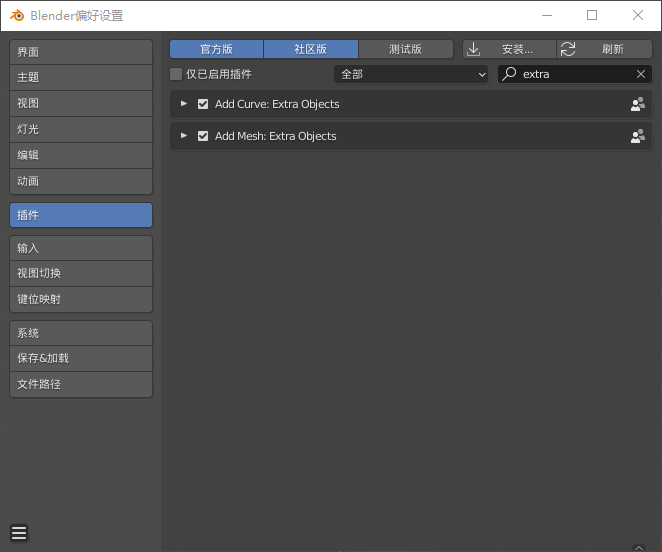 Blender偏好设置
界面
主题
视图
灯光
编辑
动画
插件
输入
视图切换
键位映射
系统
保存&加载
文件路径
官方版 社区版 测试版 安装... 刷新
仅已启用插件 全部 extra
Add Curve: Extra Objects
Add Mesh: Extra Objects